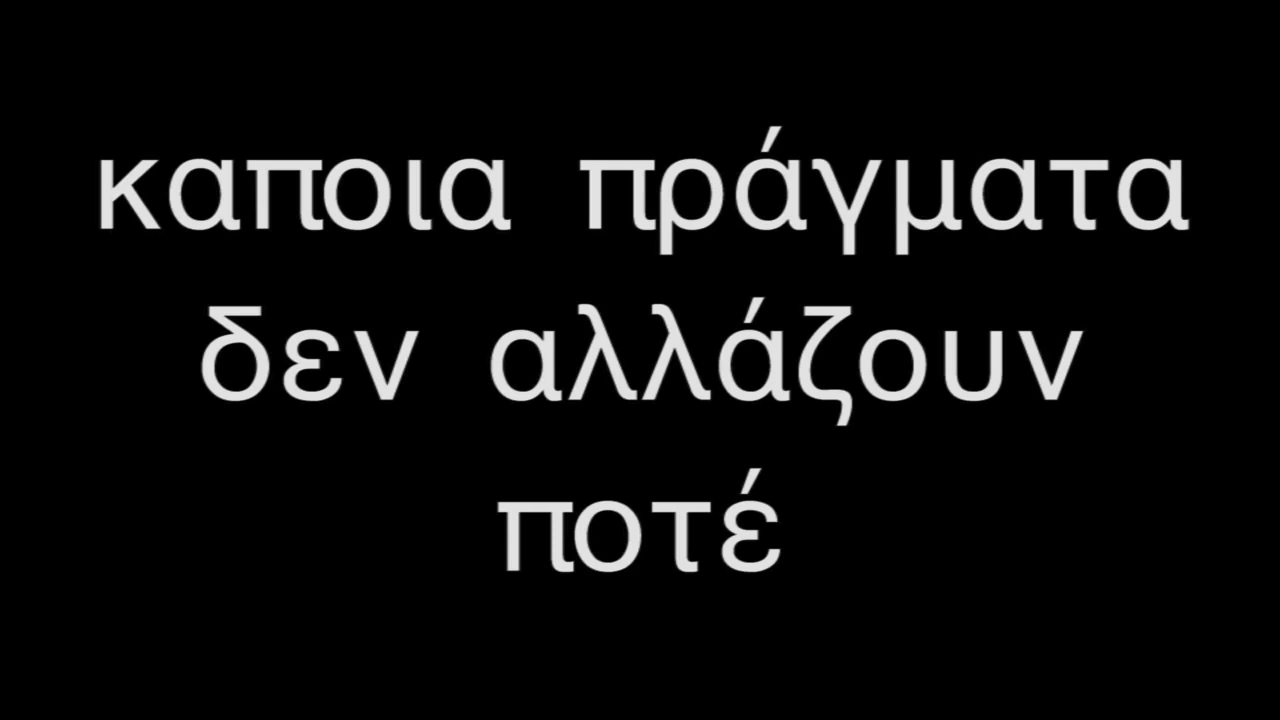 καποια πράγματα
δεν αλλάζουν
ποτέ